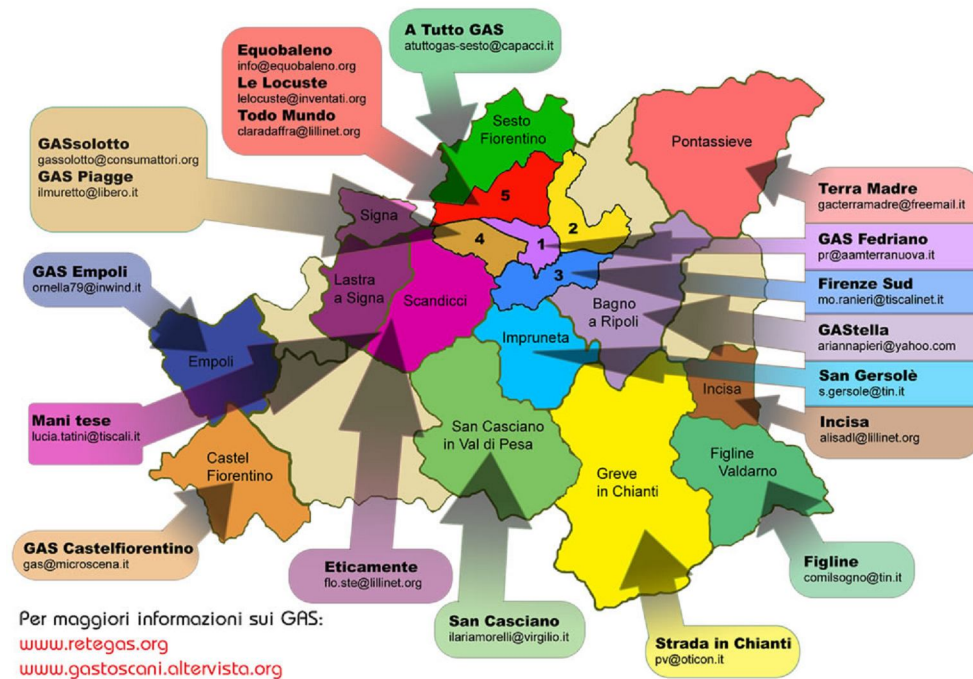 A Tutto GAS
atuttogas-sesto@capacci.it
Equobaleno
info@equobaleno.org
Le Locuste
lelocuste@inventati.org
Todo Mundo
claradaffra@lillinet.org
GASsolotto
gassolotto@consumattori.org
GAS Piagge
ilmuretto@libero.it
GAS Empoli
ornella79@inwind.it
Mani tese
lucia.tatini@tiscali.it
GAS Castelfiorentino
gas@microscena.it
Eticamente
flo.ste@lillinet.org
San Casciano
ilariamorelli@virgilio.it
Strada in Chianti
pv@oticon.it
Figline
comilsogno@tin.it
Terra Madre
gacterramadre@freemail.it
GAS Fedriano
pr@aamterranuova.it
Firenze Sud
mo.ranieri@tiscalinet.it
GAStella
ariannapieri@yahoo.com
San Gersolè
s.gersole@tin.it
Incisa
alisadl@lillinet.org
Sesto
Fiorentino
Pontassieve
5
2
1
4
3
Signa
Lastra
a Signa
Scandicci
Bagno
a Ripoli
Impruneta
Empoli
Incisa
San Casciano
in Val di Pesa
Castel
Fiorentino
Greve
in Chianti
Figline
Valdarno
Per maggiori informazioni sui GAS:
www.retegas.org
www.gastoscani.altervista.org